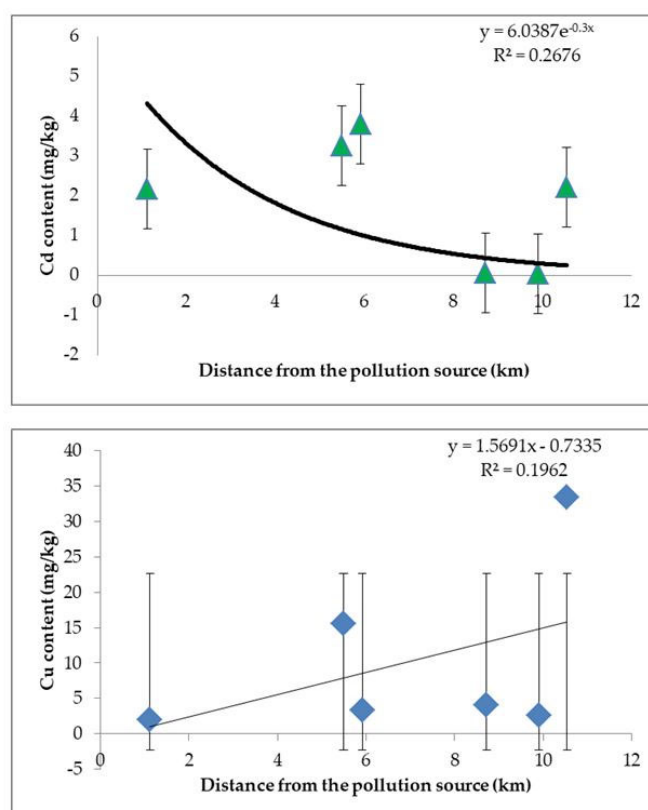 y = 6.0387e^-0.3x
R² = 0.2676
6
5
4
3
2
1
0
-1
-2
Cd content (mg/kg)
0 2 4 6 8 10 12
Distance from the pollution source (km)
y = 1.5691x - 0.7335
R² = 0.1962
40
35
30
25
20
15
10
5
0
-5
Cu content (mg/kg)
0 2 4 6 8 10 12
Distance from the pollution source (km)